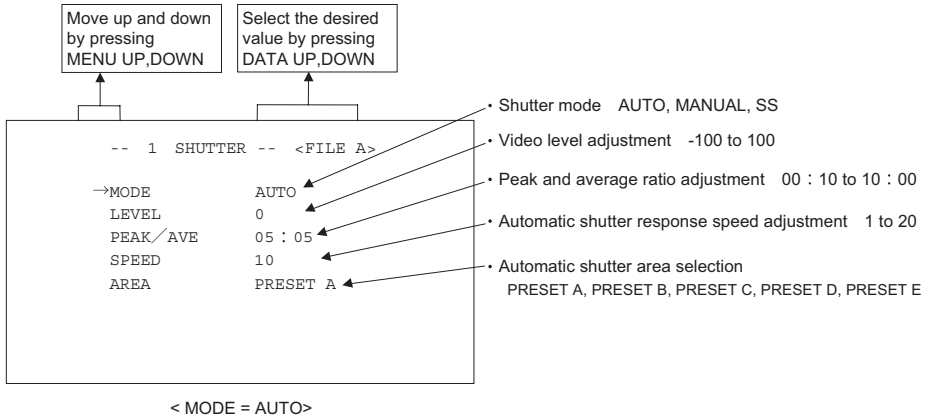 Move up and down
by pressing
MENU UP,DOWN
Select the desired
value by pressing
DATA UP,DOWN
-- 1 SHUTTER -- <FILE A>
→MODE AUTO
LEVEL 0
PEAK／AVE 05：05
SPEED 10
AREA PRESET A
・Shutter mode AUTO, MANUAL, SS
・Video level adjustment -100 to 100
・Peak and average ratio adjustment 00：10 to 10：00
・Automatic shutter response speed adjustment 1 to 20
・Automatic shutter area selection
PRESET A, PRESET B, PRESET C, PRESET D, PRESET E
< MODE = AUTO>